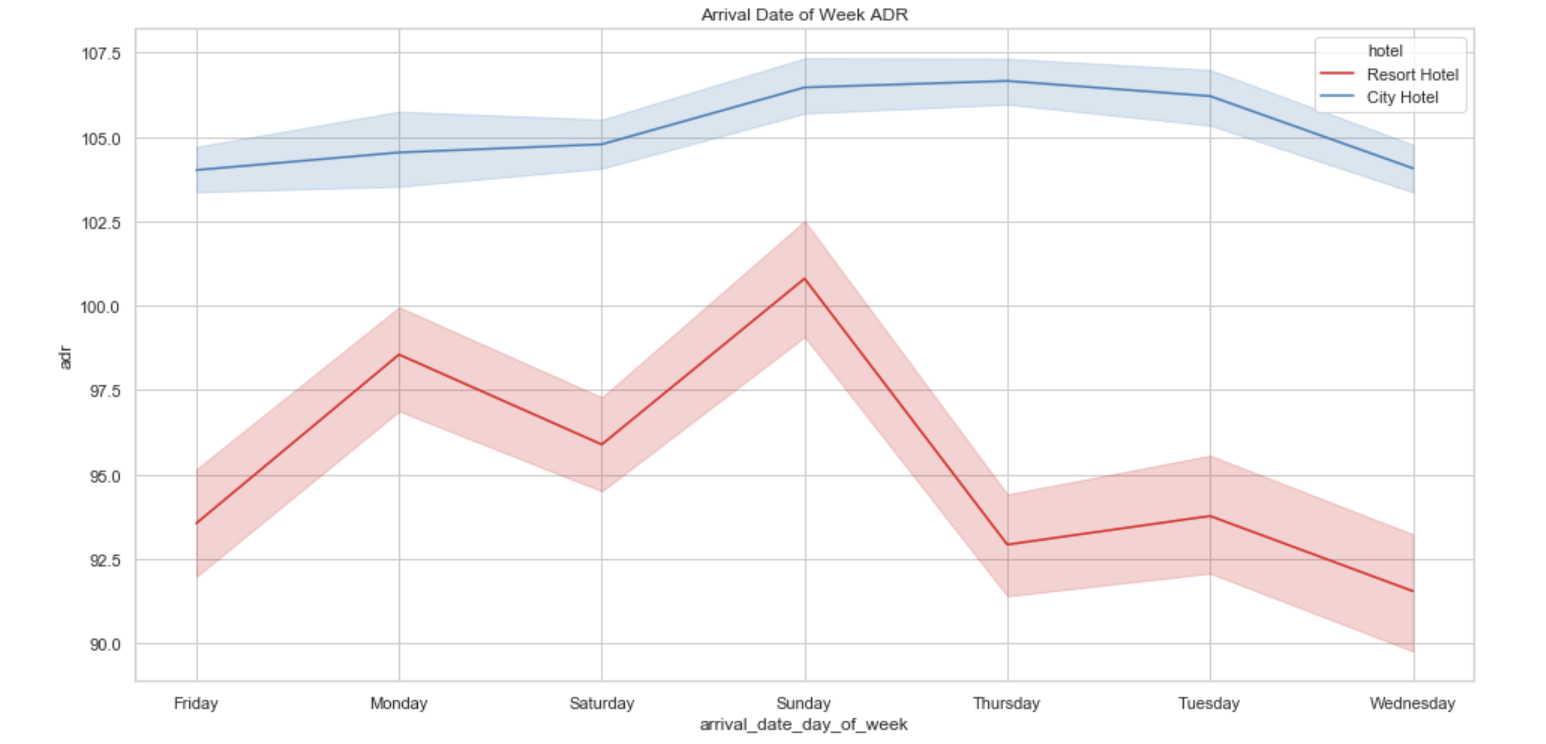 Arrival Date of Week ADR
hotel
Resort Hotel
City Hotel
107.5
105.0
102.5
100.0
97.5
95.0
92.5
90.0
adr
Friday Monday Saturday Sunday Thursday Tuesday Wednesday
arrival_date_day_of_week